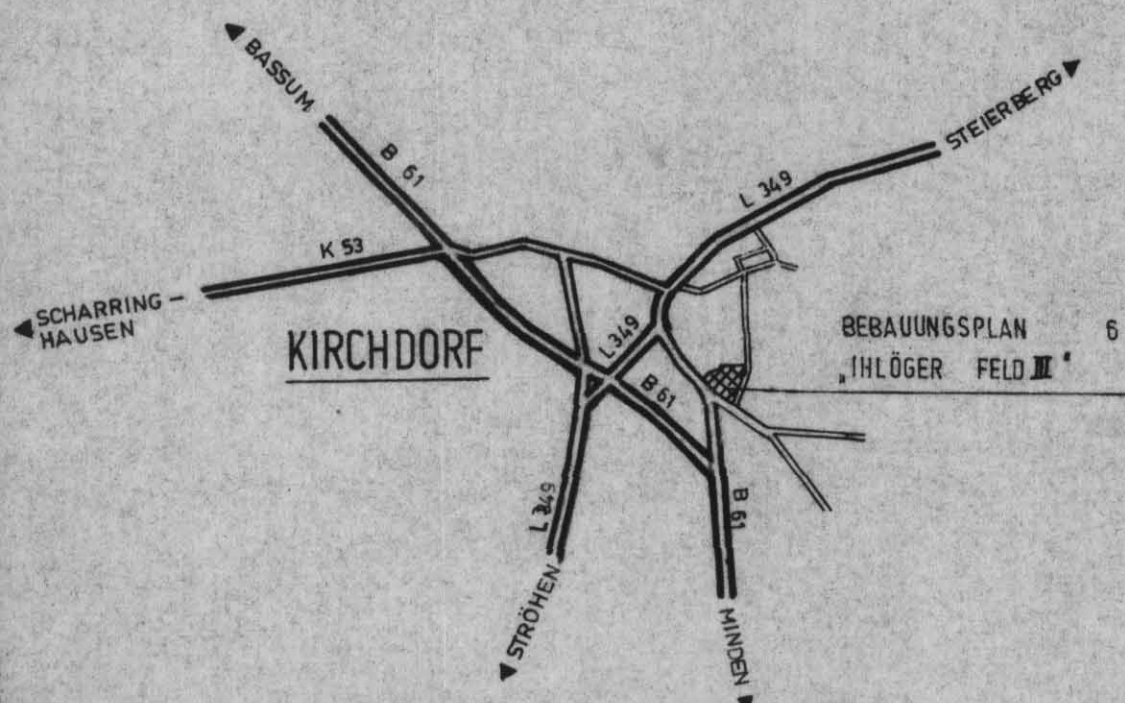 BASSUM
B 61
STEIERBERG
L 349
K 53
SCHARRING-
HAUSEN
KIRCHDORF
L 349
B 61
BEBAUUNGSPLAN 6
„IHLÖGER FELD III"
L 349
B 61
STRÖHEN
MINDEN